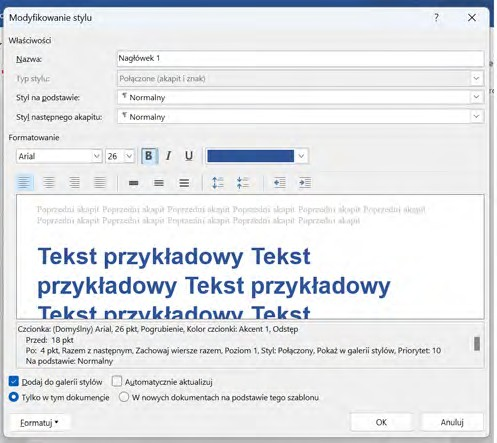 Modyfikowanie stylu ?
Właściwości
Nazwa: Nagłówek 1
Typ stylu: Połączone (akapit i znak)
Styl na podstawie: ¶ Normalny
Styl następnego akapitu: ¶ Normalny
Formatowanie
Arial 26 B I U
Poprzedni akapit Poprzedni akapit Poprzedni akapit Poprzedni akapit Poprzedni akapit Poprzedni akapit
Poprzedni akapit Poprzedni akapit Poprzedni akapit Poprzedni akapit Poprzedni akapit
Tekst przykładowy Tekst
przykładowy Tekst przykładowy
Tekst przykładowy Tekst
Czcionka: (Domyślny) Arial, 26 pkt, Pogrubienie, Kolor czcionki: Akcent 1, Odstęp
Przed: 18 pkt
Po: 4 pkt, Razem z następnym, Zachowaj wiersze razem, Poziom 1, Styl: Połączony, Pokaż w galerii stylów, Priorytet: 10
Na podstawie: Normalny
Dodaj do galerii stylów Automatycznie aktualizuj
Tylko w tym dokumencie W nowych dokumentach na podstawie tego szablonu
Formatuj OK Anuluj